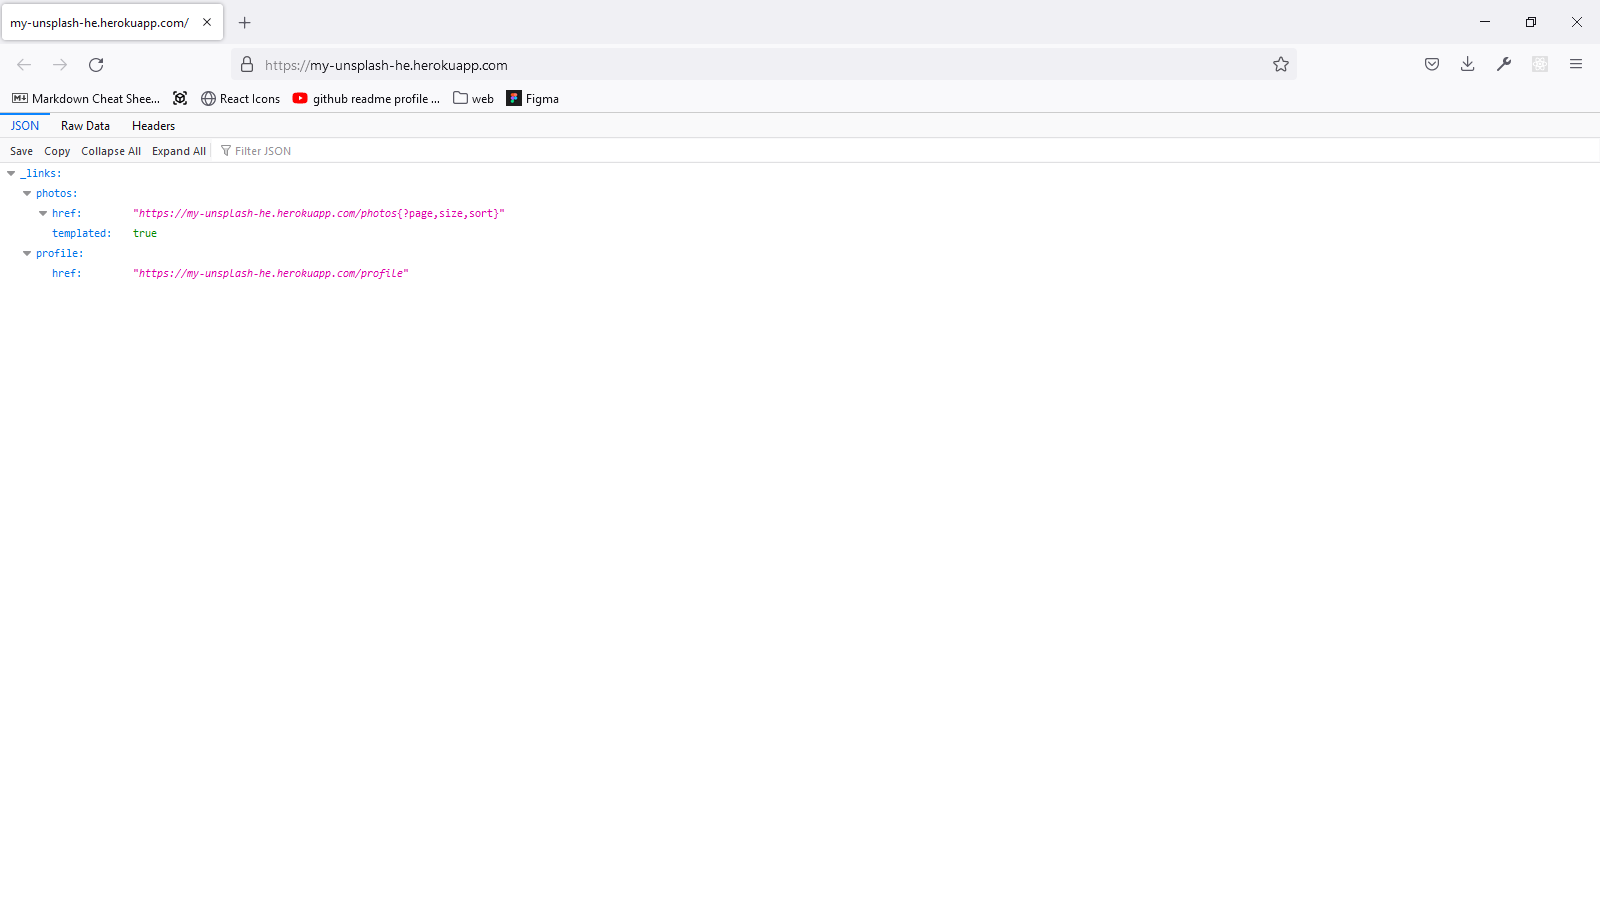 my-unsplash-he.herokuapp.com/
https://my-unsplash-he.herokuapp.com
Markdown Cheat Shee... React Icons github readme profile ... web Figma
JSON Raw Data Headers
Save Copy Collapse All Expand All Filter JSON
_links:
photos:
href: "https://my-unsplash-he.herokuapp.com/photos{?page,size,sort}"
templated: true
profile:
href: "https://my-unsplash-he.herokuapp.com/profile"